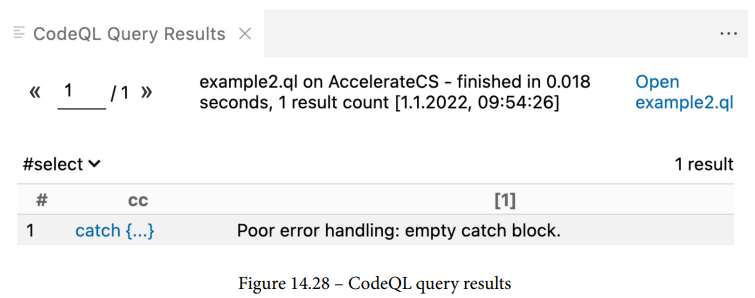 CodeQL Query Results
« 1 / 1 »
example2.ql on AccelerateCS - finished in 0.018
seconds, 1 result count [1.1.2022, 09:54:26]
Open
example2.ql
#select
1 result
# cc [1]
1 catch {...} Poor error handling: empty catch block.
Figure 14.28 – CodeQL query results